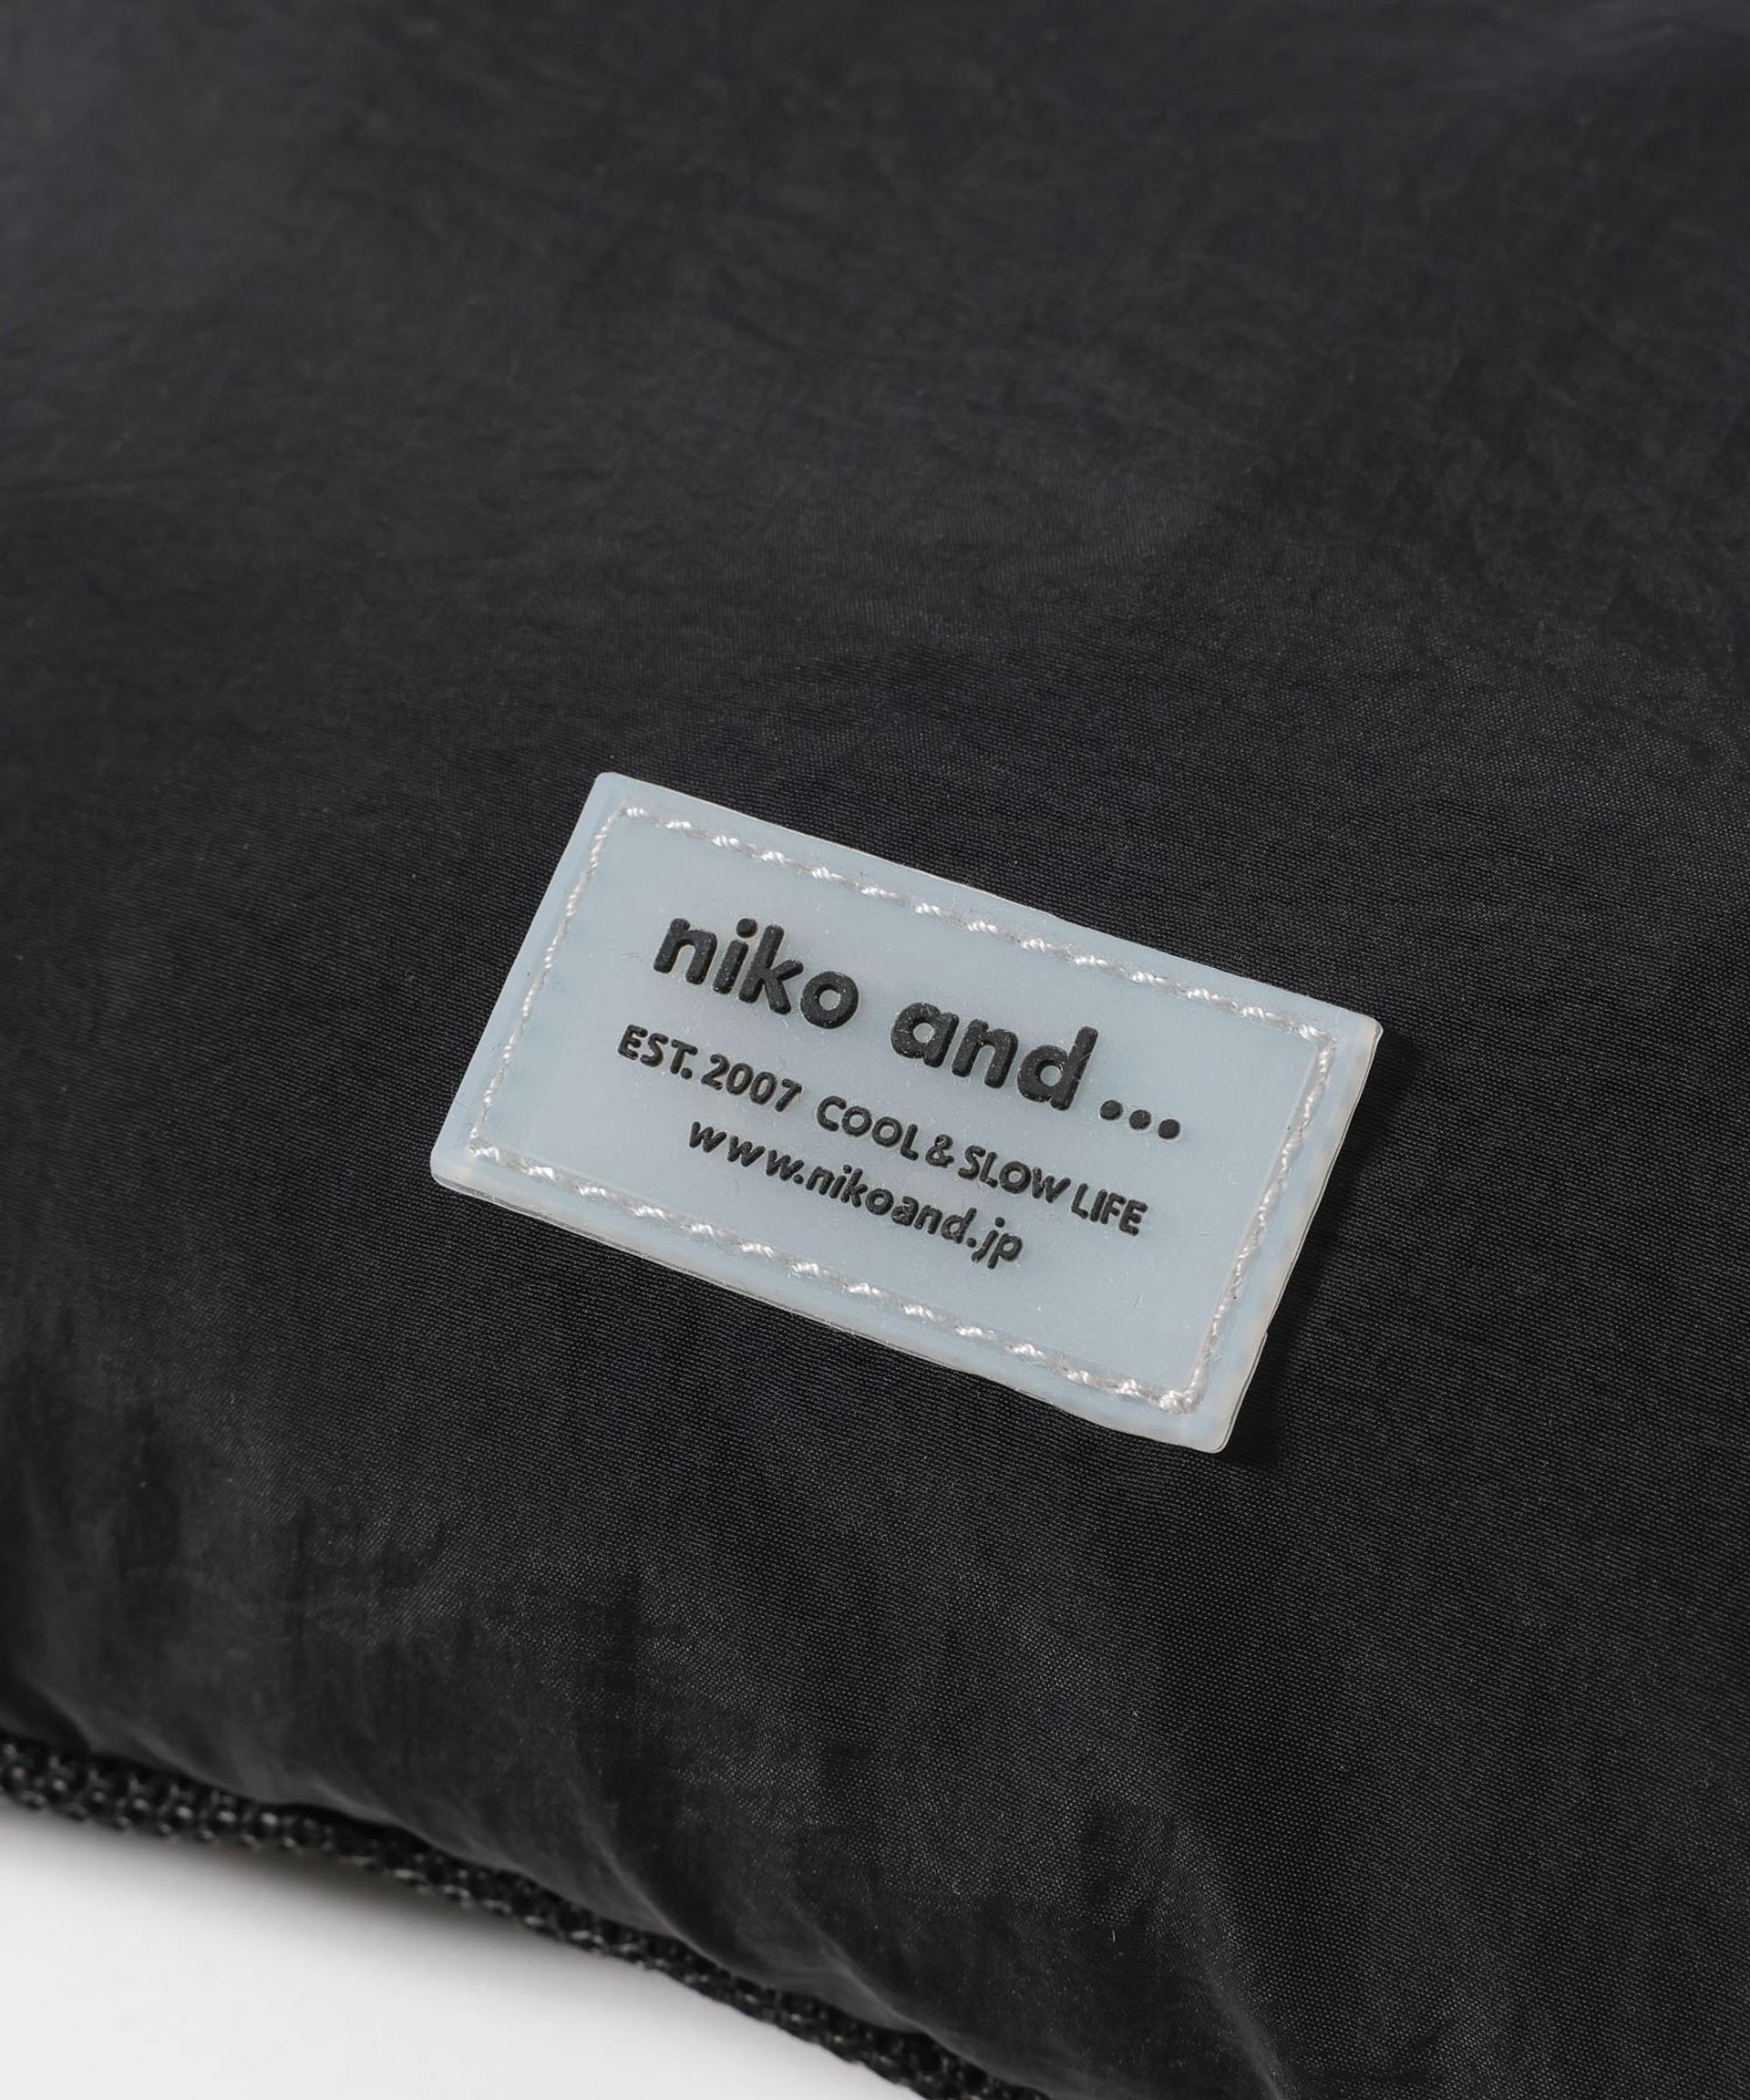 niko and...
EST. 2007 COOL & SLOW LIFE
www.nikoand.jp